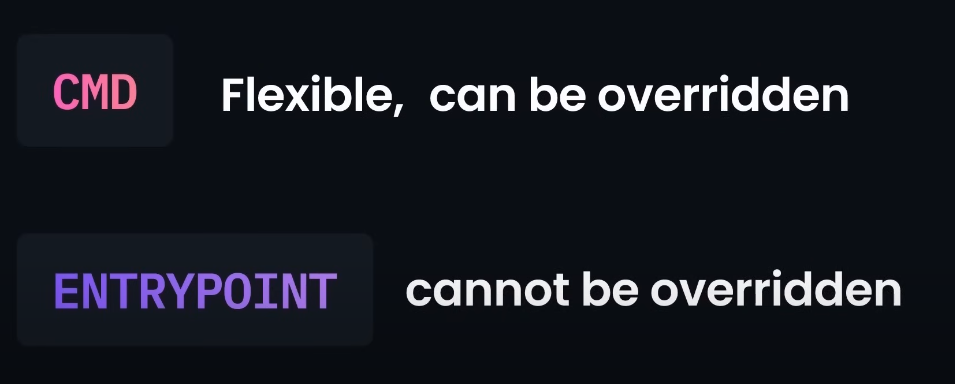 CMD Flexible, can be overridden
ENTRYPOINT cannot be overridden